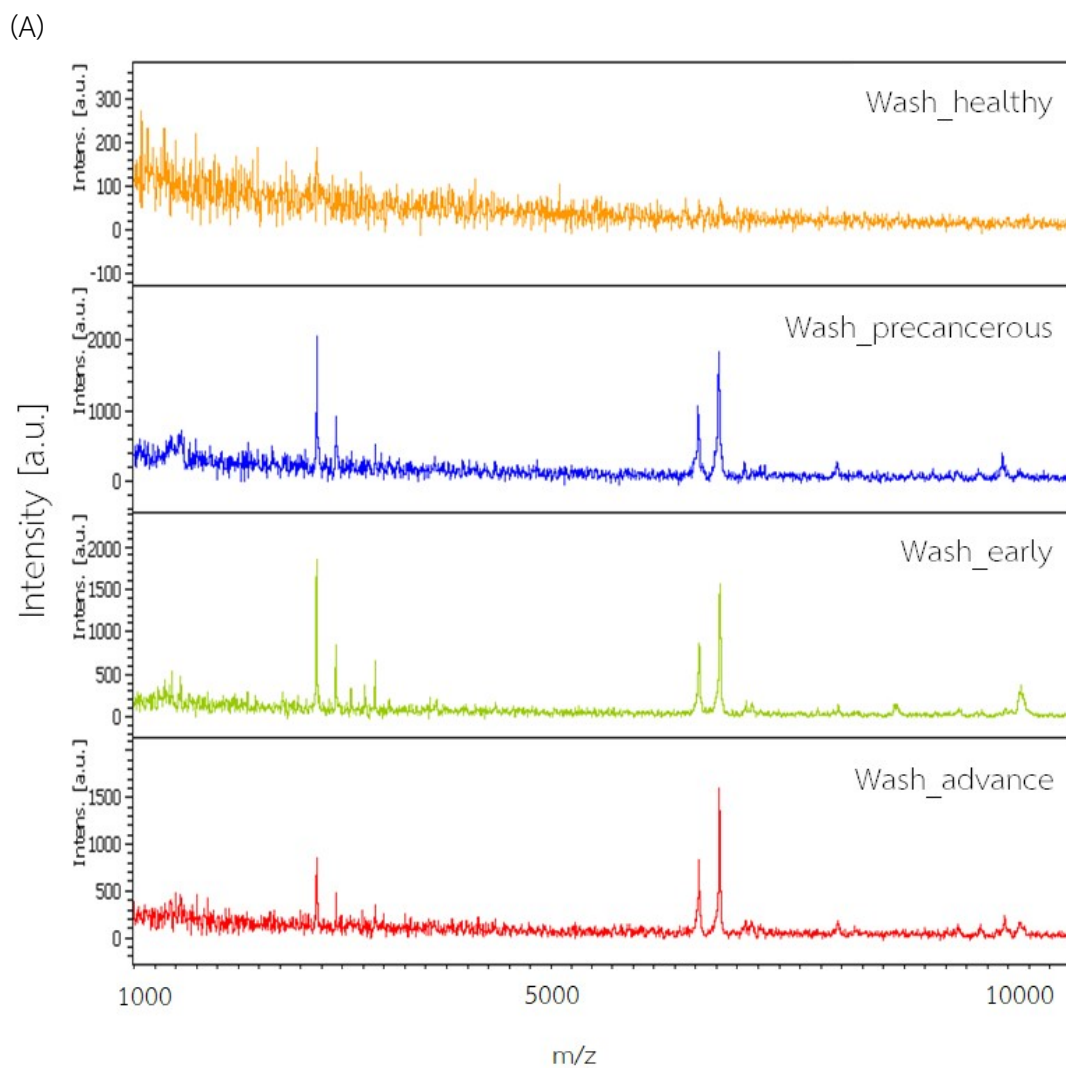 (A)
Intensity [a.u.]
Intens. [a.u.]
300
200
100
0
-100
Wash_healthy
Intens. [a.u.]
2000
1000
0
Wash_precancerous
Intens. [a.u.]
2000
1500
1000
500
0
Wash_early
Intens. [a.u.]
1500
1000
500
0
Wash_advance
1000 5000 10000
m/z